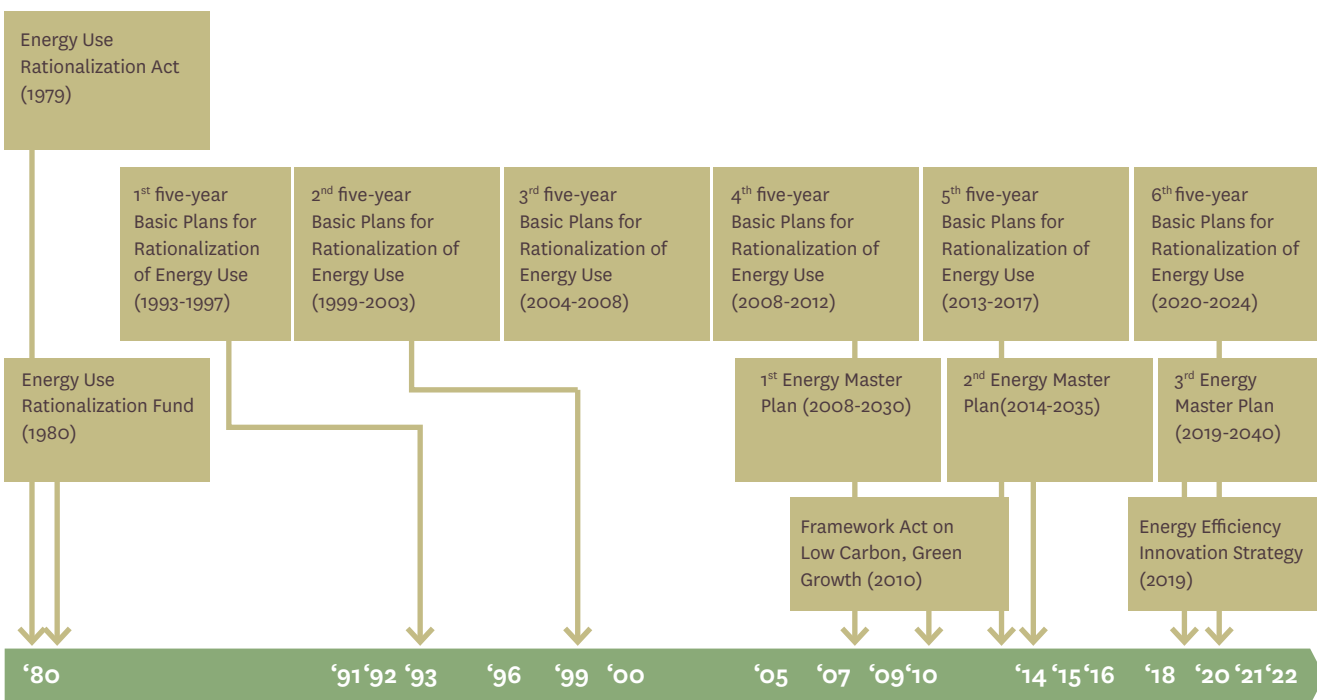 Energy Use
Rationalization Act
(1979)
1st five-year
Basic Plans for
Rationalization
of Energy Use
(1993-1997)
2nd five-year
Basic Plans for
Rationalization of
Energy Use
(1999-2003)
3rd five-year
Basic Plans for
Rationalization of
Energy Use
(2004-2008)
4th five-year
Basic Plans for
Rationalization of
Energy Use
(2008-2012)
5th five-year
Basic Plans for
Rationalization of
Energy Use
(2013-2017)
6th five-year
Basic Plans for
Rationalization of
Energy Use
(2020-2024)
Energy Use
Rationalization Fund
(1980)
1st Energy Master
Plan (2008-2030)
2nd Energy Master
Plan(2014-2035)
3rd Energy
Master Plan
(2019-2040)
Framework Act on
Low Carbon, Green
Growth (2010)
Energy Efficiency
Innovation Strategy
(2019)
‘80 ‘91 ‘92 ‘93 ‘96 ‘99 ‘00 ‘05 ‘07 ‘09 ‘10 ‘14 ‘15 ‘16 ‘18 ‘20 ‘21 ‘22